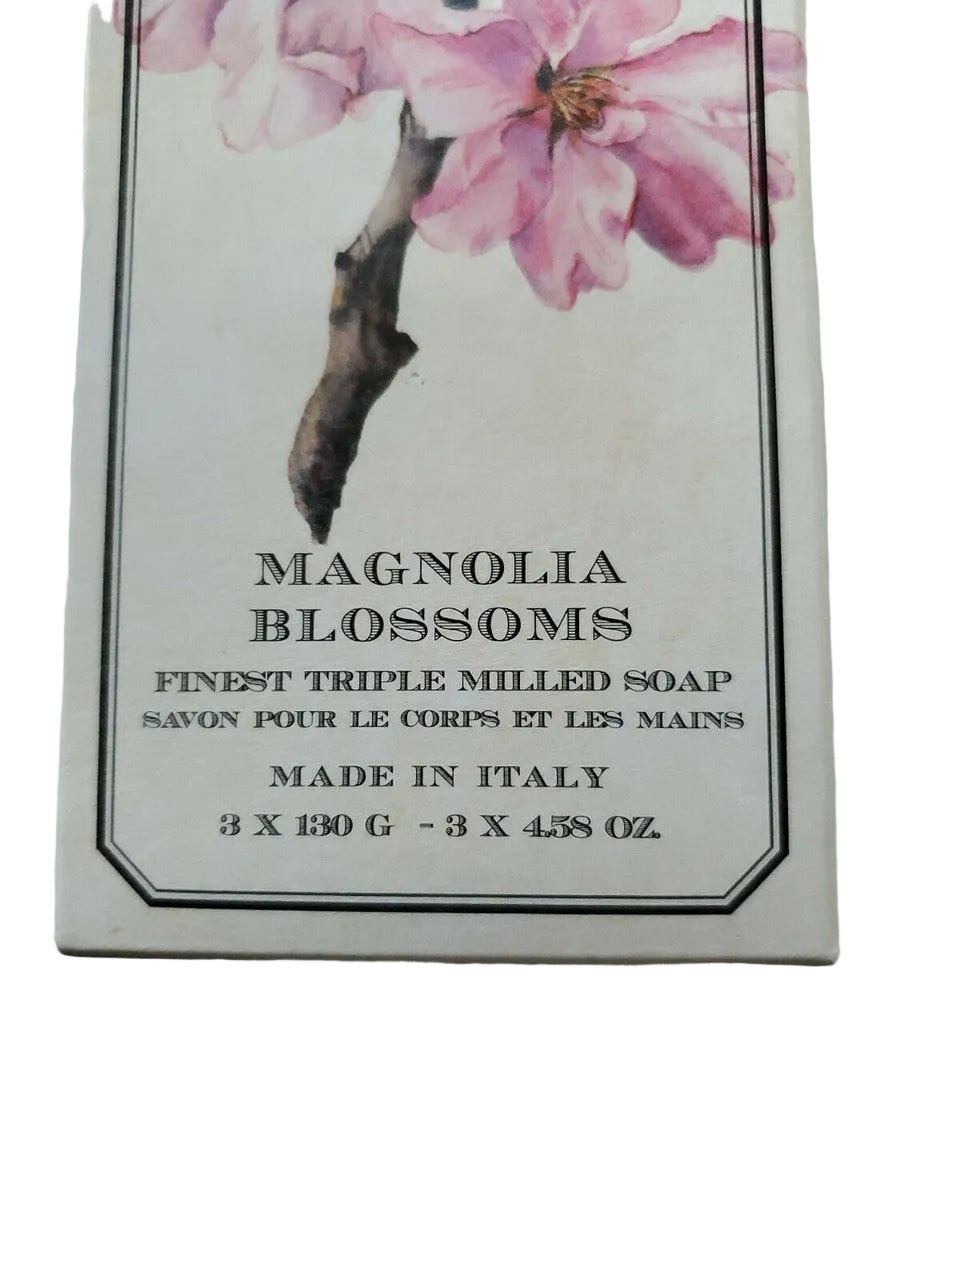 MAGNOLIA
BLOSSOMS
FINEST TRIPLE MILLED SOAP
SAVON POUR LE CORPS ET LES MAINS
MADE IN ITALY
3 X 130 G - 3 X 4.58 OZ.